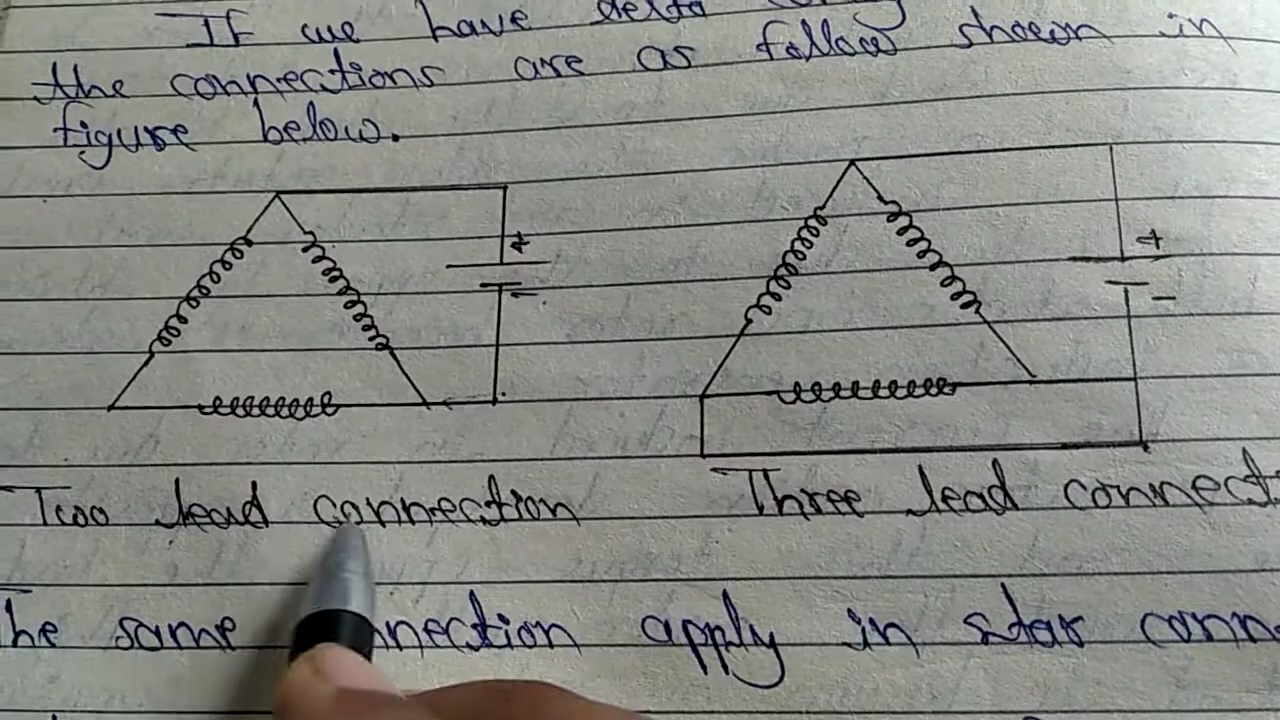 If we have delta
the connections are as follow shown in
figure below.
+
-
+
-
Two lead connection
Three lead connect
The same nnection apply in star conn